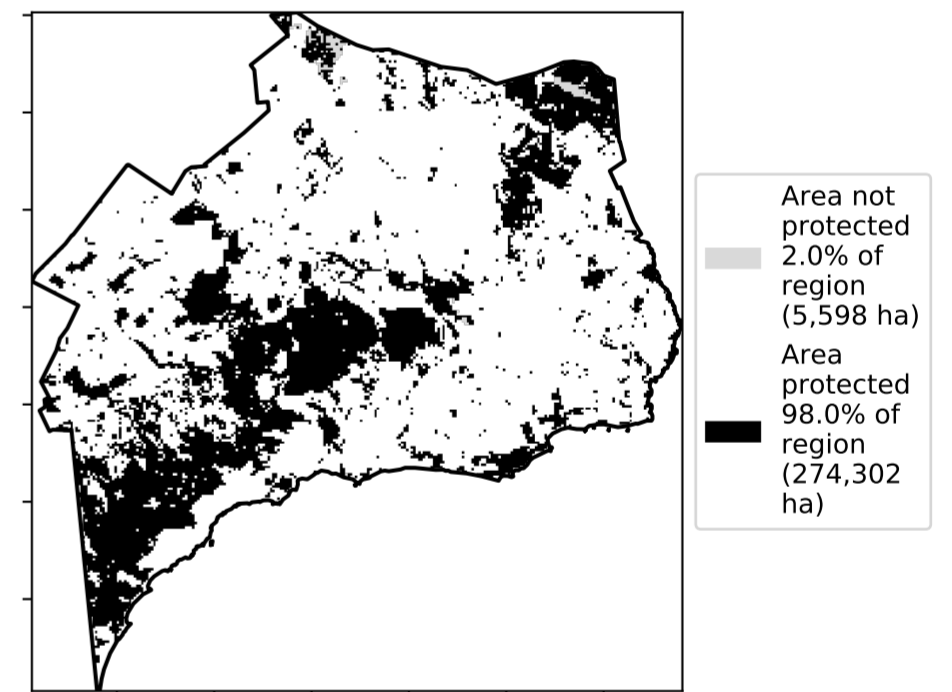 Area not
protected
2.0% of
region
(5,598 ha)
Area
protected
98.0% of
region
(274,302
ha)